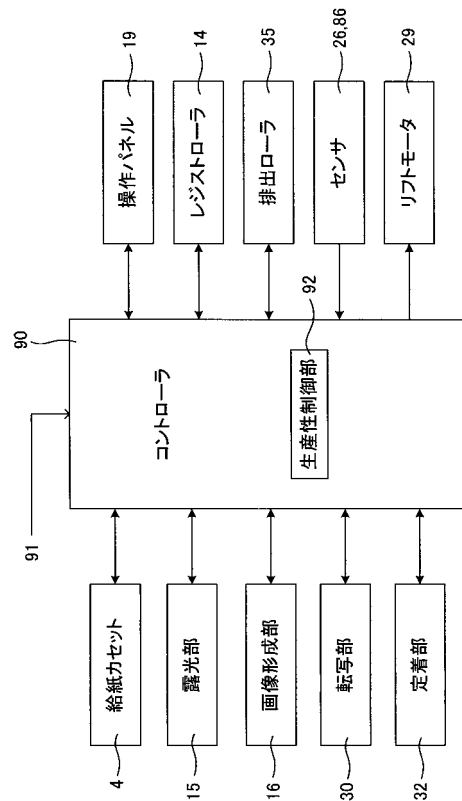 91
90
コントローラ
生産性制御部
92
給紙カセット
4
露光部
15
画像形成部
16
転写部
30
定着部
32
操作パネル
19
レジストローラ
14
排出ローラ
35
センサ
26,86
リフトモータ
29